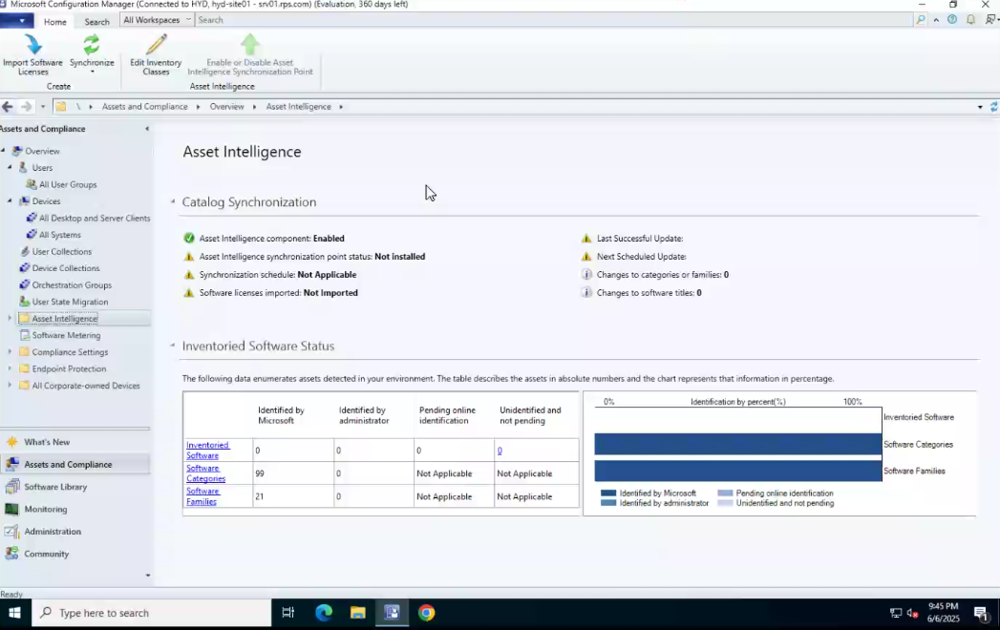 Microsoft Configuration Manager (Connected to HYD, hyd-site01 - srv01.rps.com) (Evaluation, 360 days left)
Home Search All Workspaces Search
Import Software Licenses
Synchronize
Edit Inventory Classes
Enable or Disable Asset Intelligence Synchronization Point
Create
Asset Intelligence
\ Assets and Compliance Overview Asset Intelligence
Assets and Compliance
Overview
Users
All User Groups
Devices
All Desktop and Server Clients
All Systems
User Collections
Device Collections
Orchestration Groups
User State Migration
Asset Intelligence
Software Metering
Compliance Settings
Endpoint Protection
All Corporate-owned Devices
What's New
Assets and Compliance
Software Library
Monitoring
Administration
Community
Asset Intelligence
Catalog Synchronization
Asset Intelligence component: Enabled
Asset Intelligence synchronization point status: Not installed
Synchronization schedule: Not Applicable
Software licenses imported: Not Imported
Last Successful Update:
Next Scheduled Update:
Changes to categories or families: 0
Changes to software titles: 0
Inventoried Software Status
The following data enumerates assets detected in your environment. The table describes the assets in absolute numbers and the chart represents that information in percentage.
Identified by Microsoft
Identified by administrator
Pending online identification
Unidentified and not pending
Inventoried Software 0 0 0 0
Software Categories 99 0 Not Applicable Not Applicable
Software Families 21 0 Not Applicable Not Applicable
0% Identification by percent(%) 100%
Inventoried Software
Software Categories
Software Families
Identified by Microsoft
Identified by administrator
Pending online identification
Unidentified and not pending
Ready
Type here to search
9:45 PM
6/6/2025
1